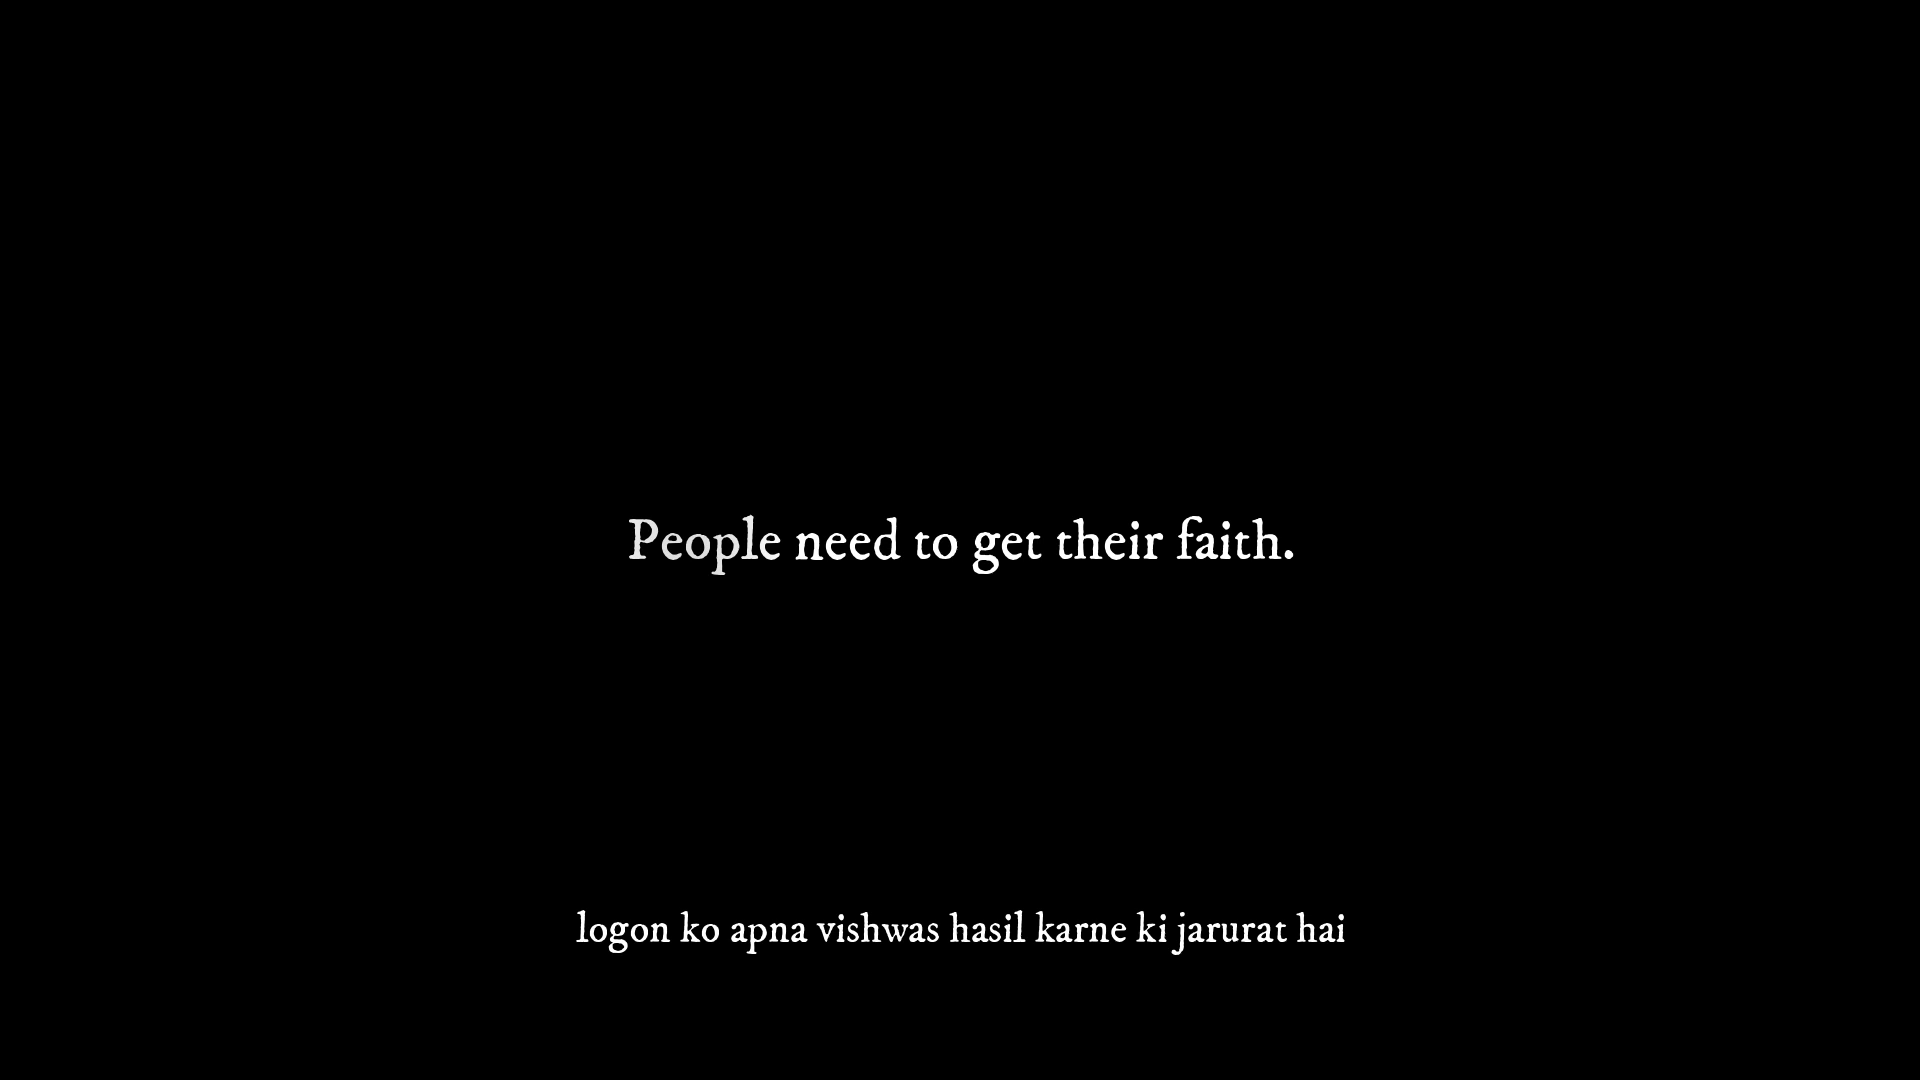 People need to get their faith.
logon ko apna vishwas hasil karne ki jarurat hai